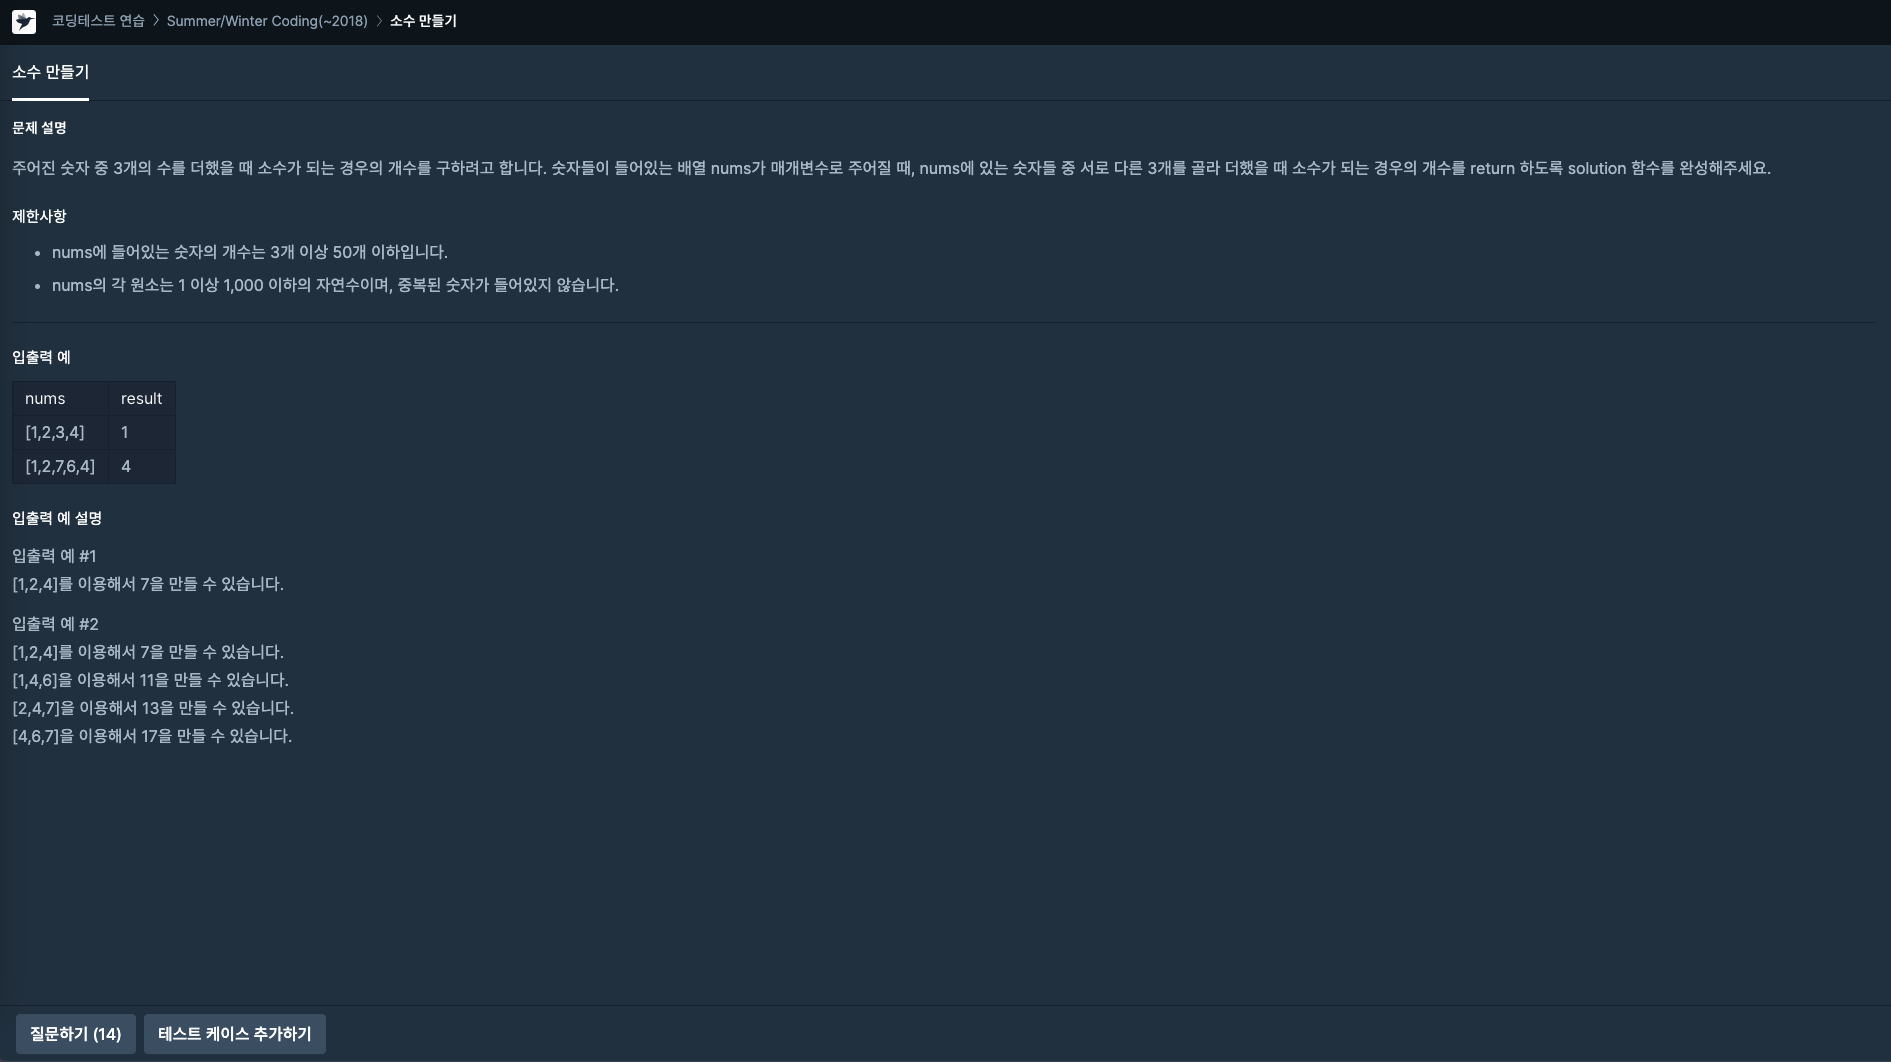 코딩테스트 연습 > Summer/Winter Coding(~2018) > 소수 만들기
소수 만들기
문제 설명
주어진 숫자 중 3개의 수를 더했을 때 소수가 되는 경우의 개수를 구하려고 합니다. 숫자들이 들어있는 배열 nums가 매개변수로 주어질 때, nums에 있는 숫자들 중 서로 다른 3개를 골라 더했을 때 소수가 되는 경우의 개수를 return 하도록 solution 함수를 완성해주세요.
제한사항
• nums에 들어있는 숫자의 개수는 3개 이상 50개 이하입니다.
• nums의 각 원소는 1 이상 1,000 이하의 자연수이며, 중복된 숫자가 들어있지 않습니다.
입출력 예
nums result
[1,2,3,4] 1
[1,2,7,6,4] 4
입출력 예 설명
입출력 예 #1
[1,2,4]를 이용해서 7을 만들 수 있습니다.
입출력 예 #2
[1,2,4]를 이용해서 7을 만들 수 있습니다.
[1,4,6]을 이용해서 11을 만들 수 있습니다.
[2,4,7]을 이용해서 13을 만들 수 있습니다.
[4,6,7]을 이용해서 17을 만들 수 있습니다.
질문하기 (14) 테스트 케이스 추가하기